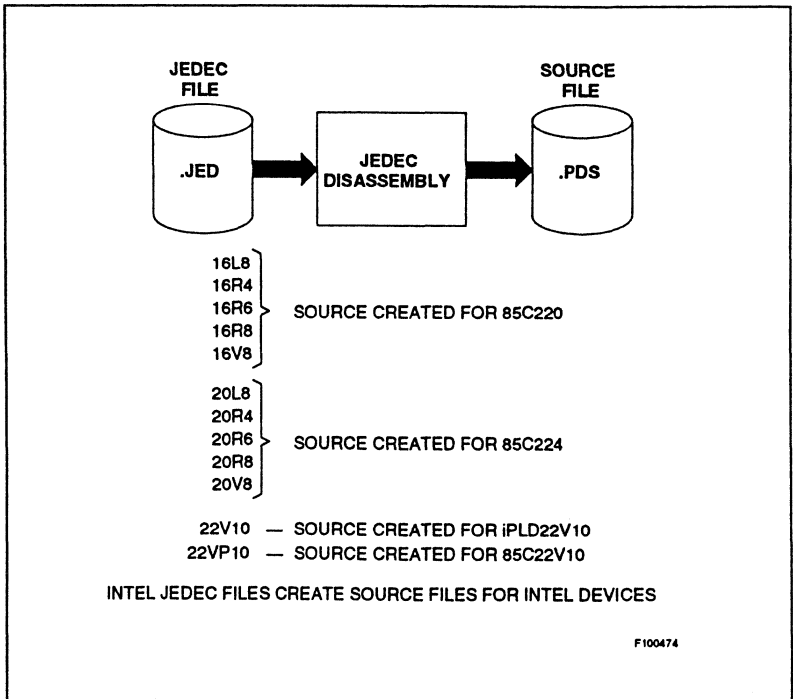 JEDEC
FILE
SOURCE
FILE
.JED
JEDEC
DISASSEMBLY
.PDS
16L8
16R4
16R6
16R8
16V8
SOURCE CREATED FOR 85C220
20L8
20R4
20R6
20R8
20V8
SOURCE CREATED FOR 85C224
22V10 — SOURCE CREATED FOR iPLD22V10
22VP10 — SOURCE CREATED FOR 85C22V10
INTEL JEDEC FILES CREATE SOURCE FILES FOR INTEL DEVICES
F100474